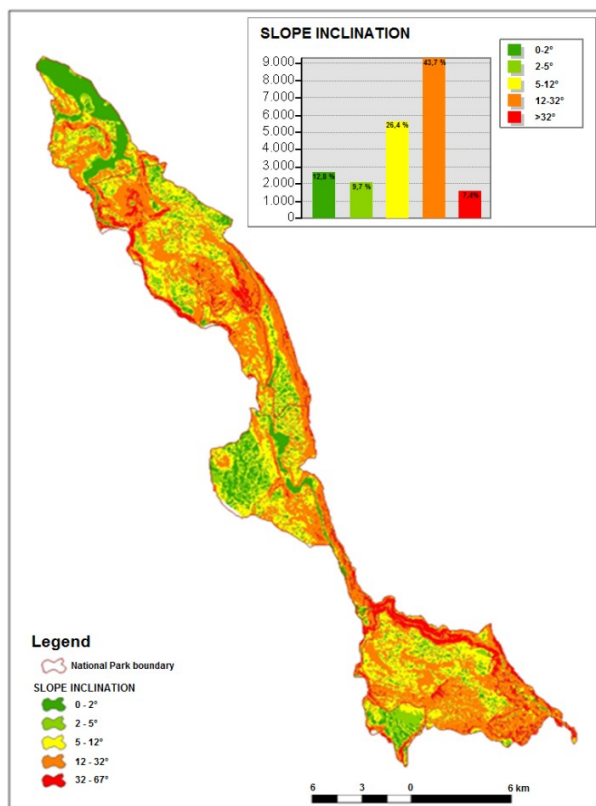 SLOPE INCLINATION
9.000
8.000
7.000
6.000
5.000
4.000
3.000
2.000
1.000
0
9,7 %
26,4 %
43,7 %
7,4%
0-2°
2-5°
5-12°
12-32°
>32°
Legend
National Park boundary
SLOPE INCLINATION
0 - 2°
2 - 5°
5 - 12°
12 - 32°
32 - 67°
6 3 0 6 km